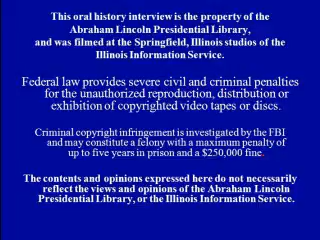 This oral history interview is the property of the
Abraham Lincoln Presidential Library,
and was filmed at the Springfield, Illinois studios of the
Illinois Information Service.
Federal law provides severe civil and criminal penalties
for the unauthorized reproduction, distribution or
exhibition of copyrighted video tapes or discs.
Criminal copyright infringement is investigated by the FBI
and may constitute a felony with a maximum penalty of
up to five years in prison and a $250,000 fine.
The contents and opinions expressed here do not necessarily
reflect the views and opinions of the Abraham Lincoln
Presidential Library, or the Illinois Information Service.